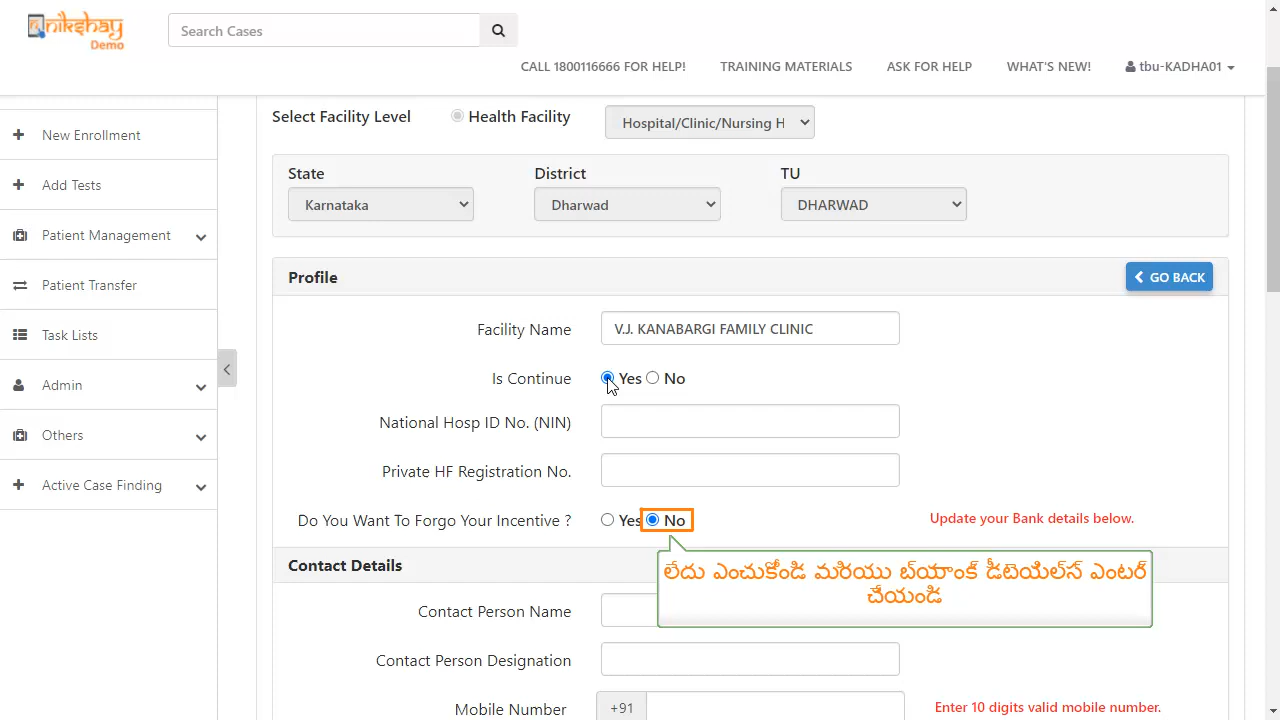 nikshay
Demo
Search Cases
CALL 1800116666 FOR HELP!
TRAINING MATERIALS
ASK FOR HELP
WHAT'S NEW!
tbu-KADHA01
New Enrollment
Add Tests
Patient Management
Patient Transfer
Task Lists
Admin
Others
Active Case Finding
Select Facility Level
Health Facility
Hospital/Clinic/Nursing H
State
District
TU
Karnataka
Dharwad
DHARWAD
Profile
GO BACK
Facility Name
V.J. KANABARGI FAMILY CLINIC
Is Continue
Yes No
National Hosp ID No. (NIN)
Private HF Registration No.
Do You Want To Forgo Your Incentive ?
Yes No
Update your Bank details below.
లేదు ఎంచుకోండి మరియు బ్యాంక్ డీటెయిల్స్ ఎంటర్
చేయండి
Contact Details
Contact Person Name
Contact Person Designation
Mobile Number
+91
Enter 10 digits valid mobile number.